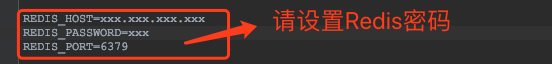 REDIS_HOST=xxx.xxx.xxx.xxx
请设置Redis密码
REDIS_PASSWORD=xxx
REDIS_PORT=6379